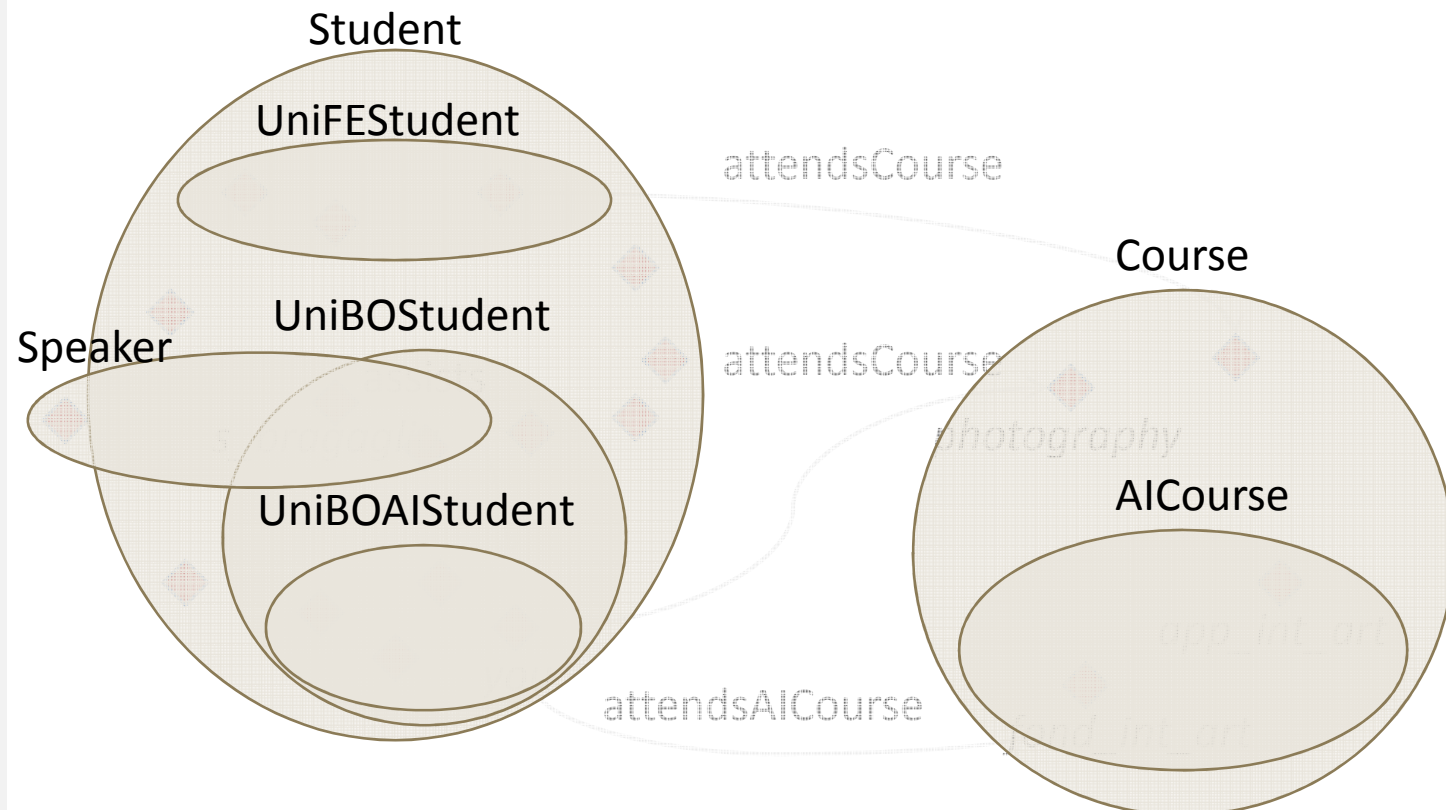 Student
UniFEStudent
attendsCourse
Course
UniBOStudent
Speaker
attendsCourse
photography
AICourse
UniBOAIStudent
app_int_art
attendsAICourse
fond_int_art